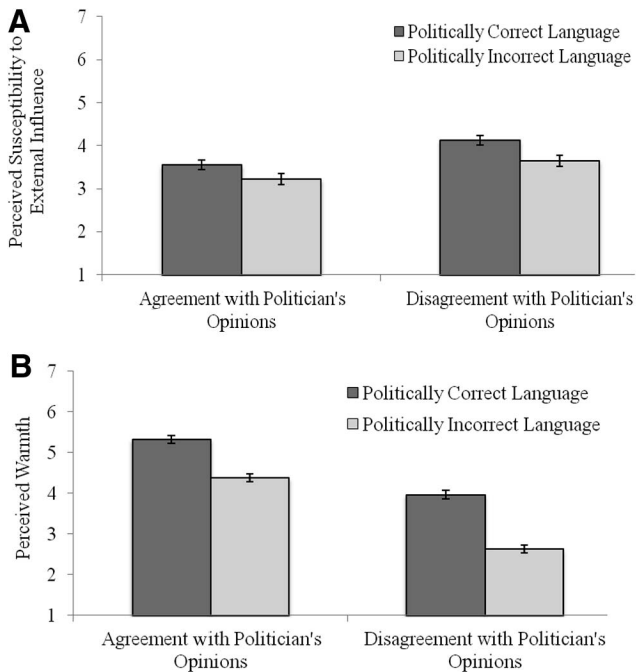 A
Perceived Susceptibility to
External Influence
7
6
5
4
3
2
1
Politically Correct Language
Politically Incorrect Language
Agreement with Politician's
Opinions
Disagreement with Politician's
Opinions
B
Perceived Warmth
7
6
5
4
3
2
1
Politically Correct Language
Politically Incorrect Language
Agreement with Politician's
Opinions
Disagreement with Politician's
Opinions